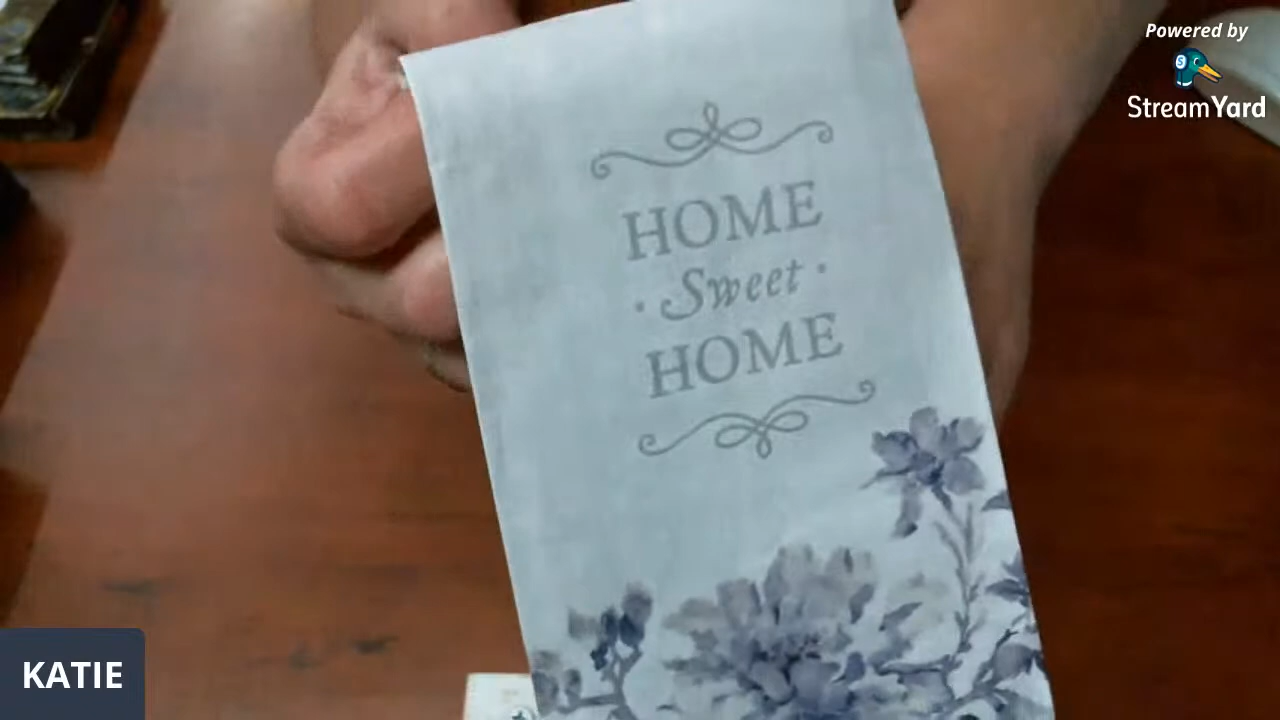 Powered by
StreamYard
HOME
· Sweet ·
HOME
KATIE